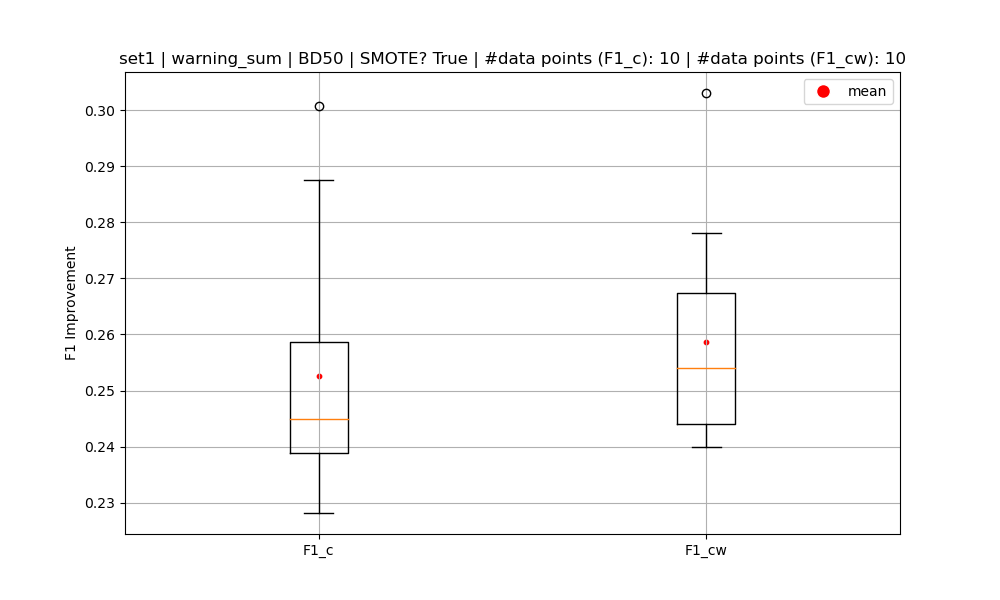 set1 | warning_sum | BD50 | SMOTE? True | #data points (F1_c): 10 | #data points (F1_cw): 10
mean
0.30
0.29
0.28
0.27
0.26
0.25
0.24
0.23
F1 Improvement
F1_c
F1_cw